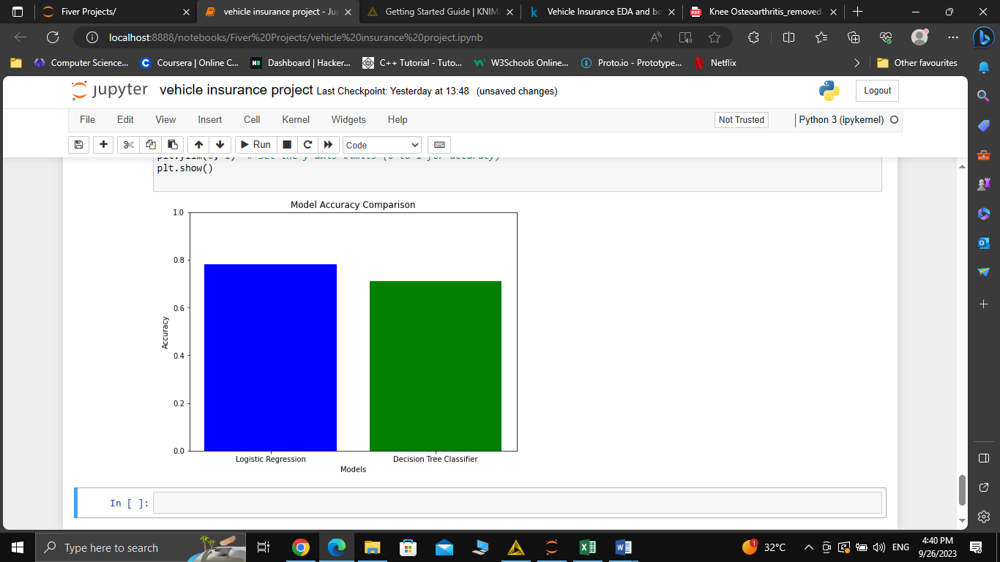 Fiver Projects/
vehicle insurance project - Ju
Getting Started Guide | KNIM
Vehicle Insurance EDA and bo
Knee Osteoarthritis_removed.
localhost:8888/notebooks/Fiver%20Projects/vehicle%20insurance%20project.ipynb
Computer Science...
Coursera | Online C...
Dashboard | Hacker...
C++ Tutorial - Tuto...
W3Schools Online...
Proto.io - Prototype...
Netflix
Other favourites
jupyter vehicle insurance project Last Checkpoint: Yesterday at 13:48 (unsaved changes)
Logout
File Edit View Insert Cell Kernel Widgets Help
Not Trusted
Python 3 (ipykernel)
Run
Code
plt.ylim(0, 1) # Set the y-axis limits (0 to 1 for accuracy)
plt.show()
Model Accuracy Comparison
1.0
0.8
0.6
0.4
0.2
0.0
Accuracy
Logistic Regression
Decision Tree Classifier
Models
In [ ]:
Type here to search
1
32°C
ENG
4:40 PM
9/26/2023